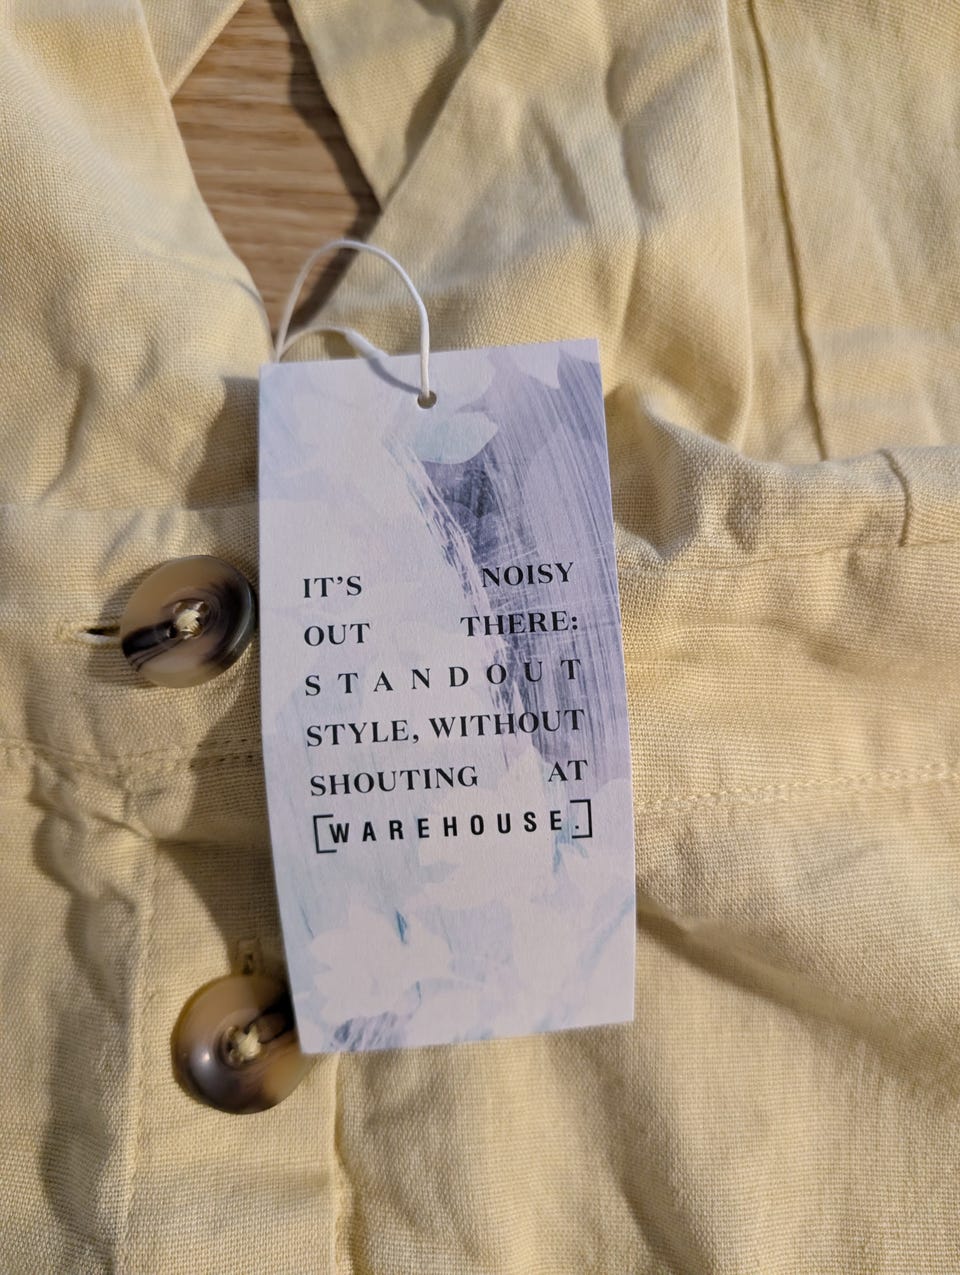 IT'S NOISY
OUT THERE:
STANDOUT
STYLE, WITHOUT
SHOUTING AT
[WAREHOUSE.]